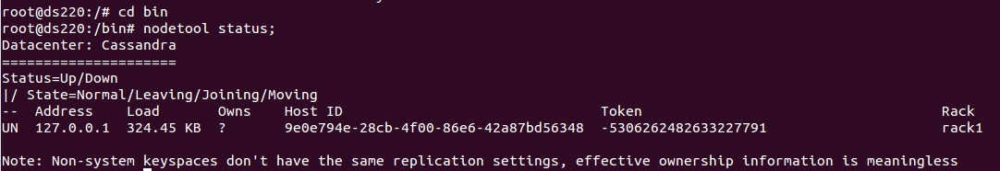 root@ds220:/# cd bin
root@ds220:/bin# nodetool status;
Datacenter: Cassandra
=====================
Status=Up/Down
|/ State=Normal/Leaving/Joining/Moving
--  Address    Load       Owns    Host ID                               Token                                    Rack
UN  127.0.0.1  324.45 KB  ?       9e0e794e-28cb-4f00-86e6-42a87bd56348  -5306262482633227791                     rack1
Note: Non-system keyspaces don't have the same replication settings, effective ownership information is meaningless